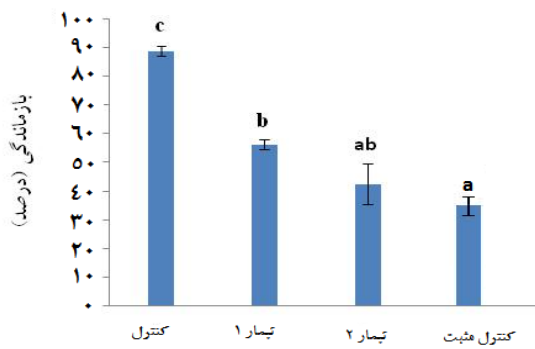 بازماندگی (درصد)
۱۰۰
۹۰
۸۰
۷۰
۶۰
۵۰
۴۰
۳۰
۲۰
۱۰
۰
c
b
ab
a
کنترل
تیمار ۱
تیمار ۲
کنترل مثبت